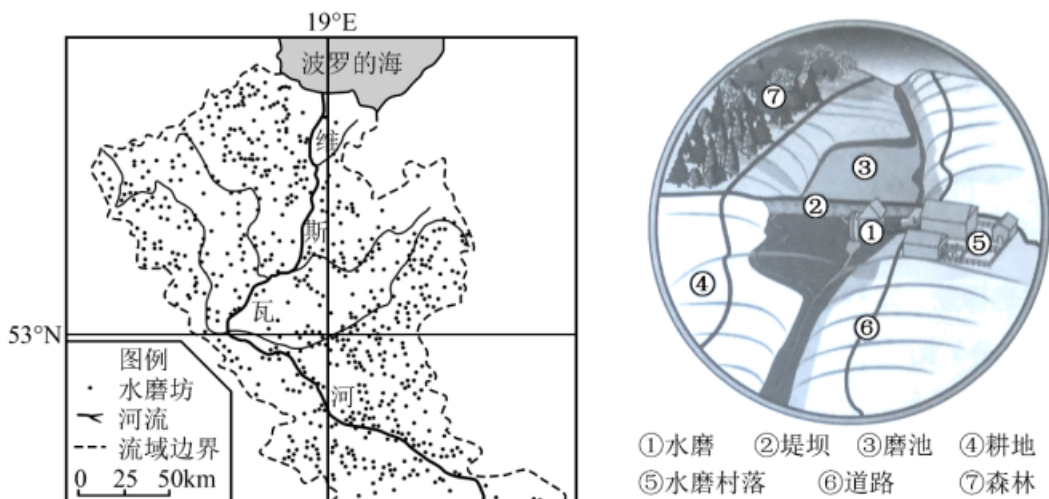 19°E
波罗的海
维
斯
瓦
53°N
河
图例
水磨坊
河流
流域边界
0 25 50km
⑦
③
②
①
⑤
④
⑥
①水磨 ②堤坝 ③磨池 ④耕地
⑤水磨村落 ⑥道路 ⑦森林